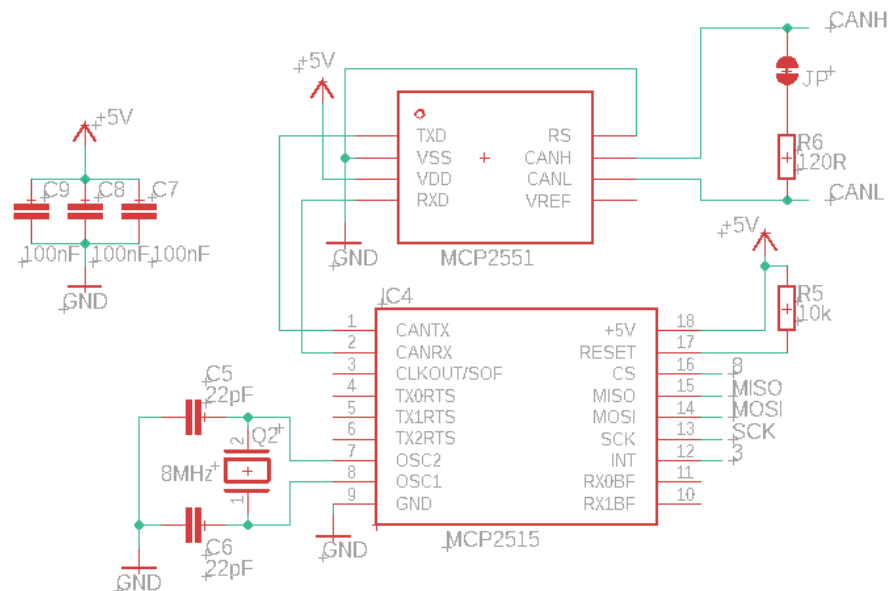 CANH
+5V
JP
+5V
TXD
RS
R6
120R
VSS
CANH
VDD
CANL
RXD
VREF
CANL
C9
C8
C7
100nF
100nF
100nF
GND
GND
MCP2551
+5V
IC4
R5
10k
1
CANTX
+5V
18
2
CANRX
RESET
17
3
CLKOUT/SOF
CS
16
8
4
TX0RTS
MISO
15
MISO
5
TX1RTS
MOSI
14
MOSI
6
TX2RTS
SCK
13
SCK
7
OSC2
INT
12
3
8
OSC1
RX0BF
11
9
GND
RX1BF
10
C5
22pF
2
Q2
8MHz
1
C6
22pF
GND
GND
MCP2515